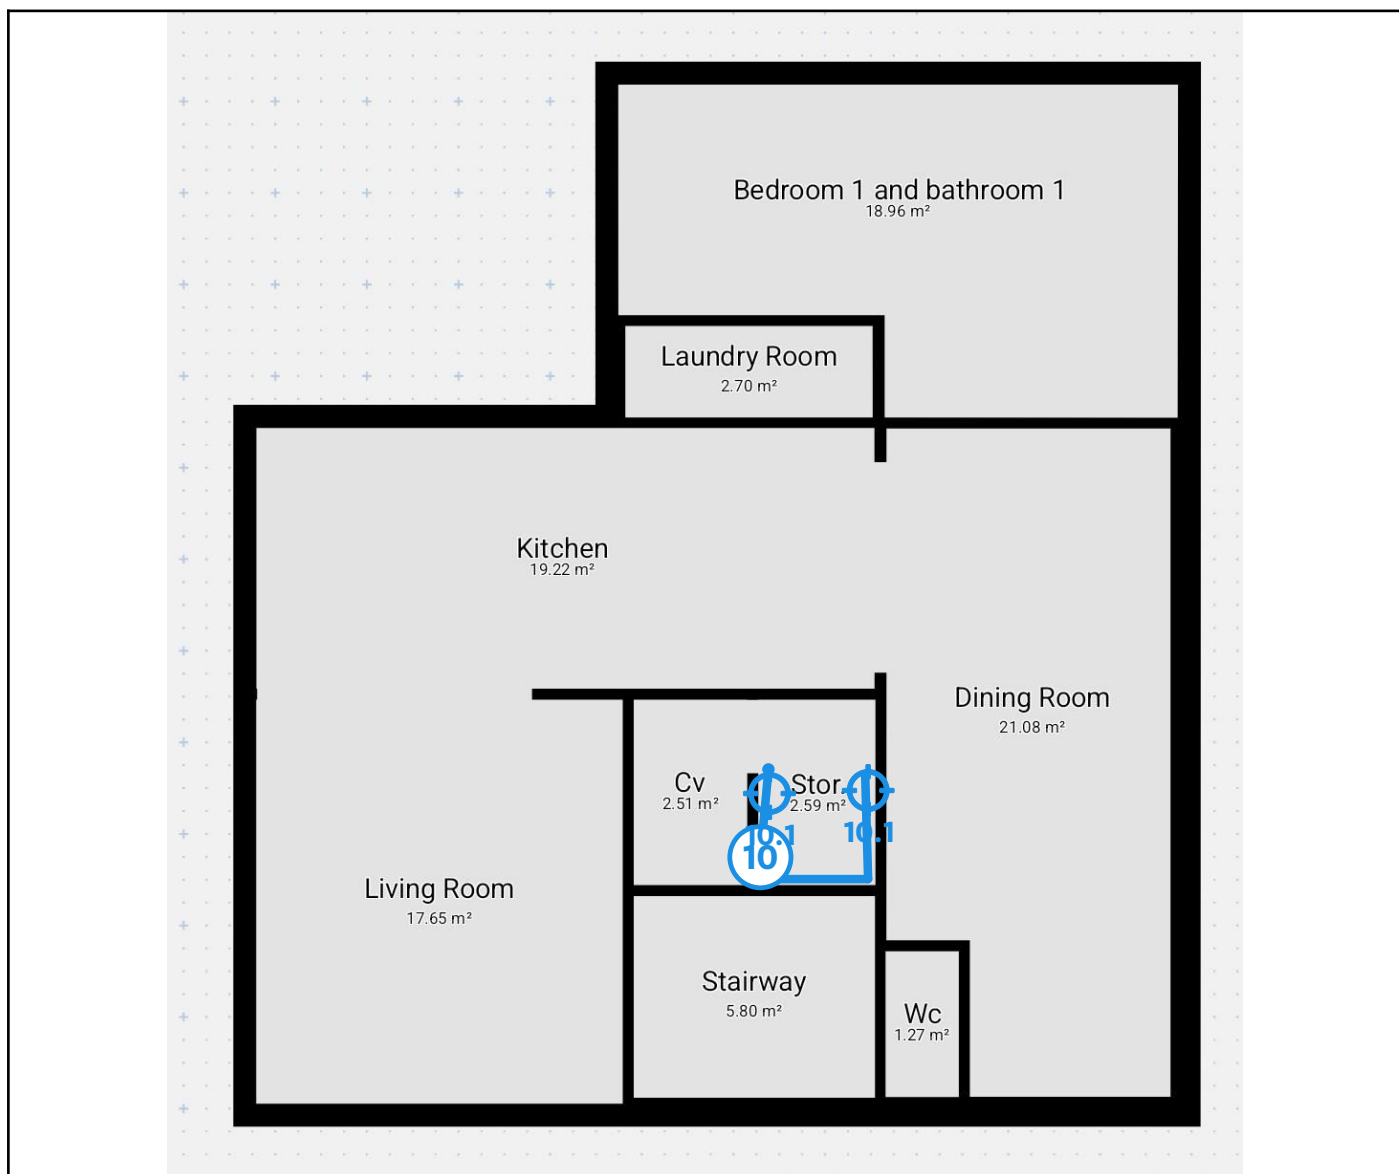 Bedroom 1 and bathroom 1
18.96 m²
Laundry Room
2.70 m²
Kitchen
19.22 m²
Dining Room
21.08 m²
Cv
2.51 m²
Stor.
2.59 m²
10.1
10.1
10
Living Room
17.65 m²
Stairway
5.80 m²
Wc
1.27 m²